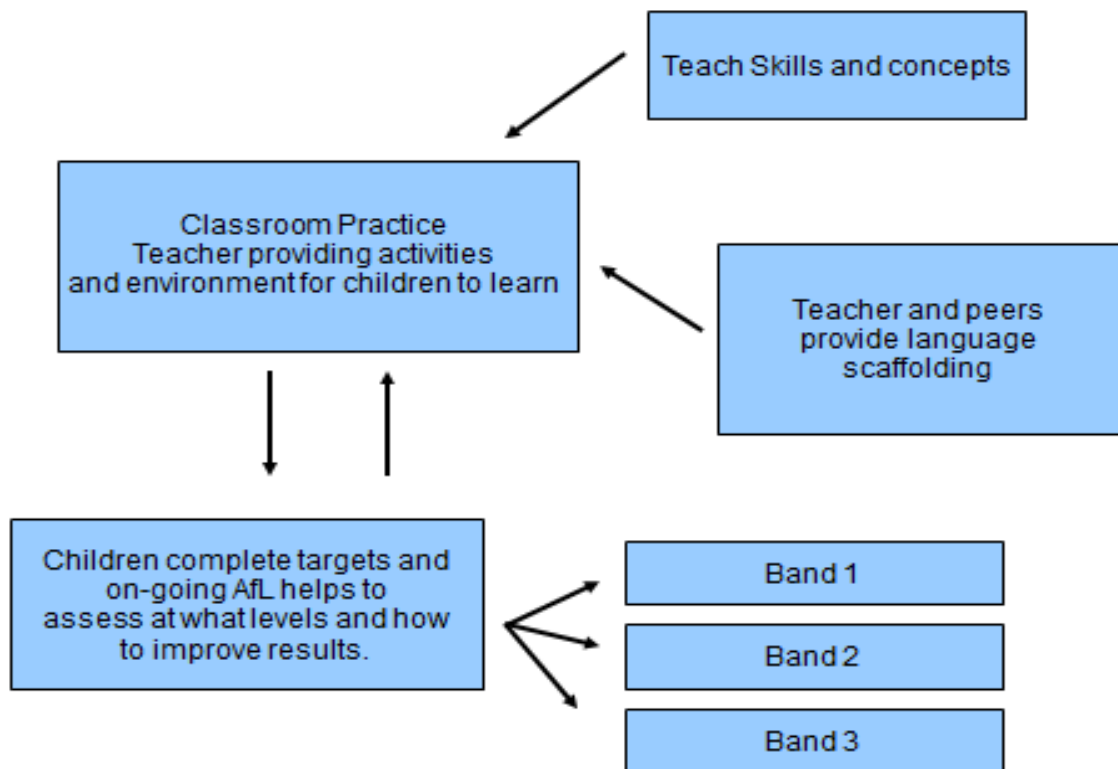 Teach Skills and concepts
Classroom Practice
Teacher providing activities
and environment for children to learn
Teacher and peers
provide language
scaffolding
Children complete targets and
on-going AfL helps to
assess at what levels and how
to improve results.
Band 1
Band 2
Band 3